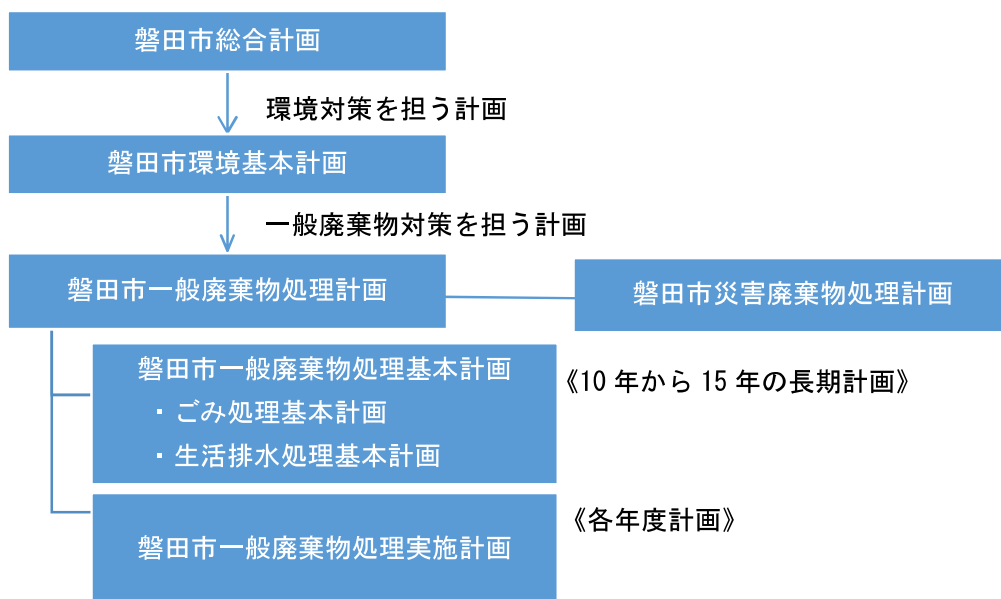 磐田市総合計画
環境対策を担う計画
磐田市環境基本計画
一般廃棄物対策を担う計画
磐田市一般廃棄物処理計画
磐田市災害廃棄物処理計画
磐田市一般廃棄物処理基本計画
・ごみ処理基本計画
・生活排水処理基本計画
《10 年から 15 年の長期計画》
磐田市一般廃棄物処理実施計画
《各年度計画》